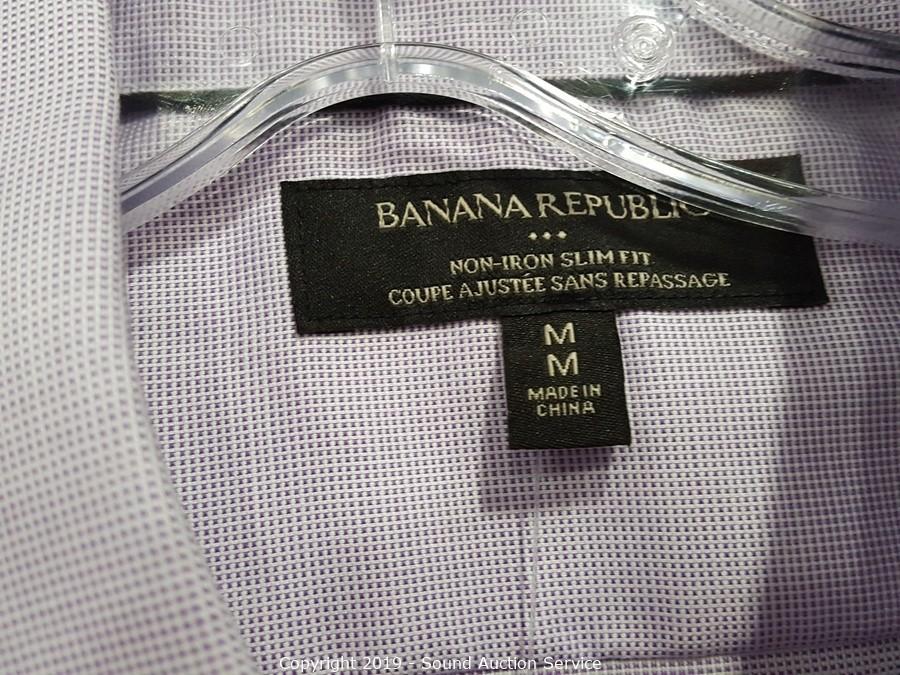 BANANA REPUBLIC
NON-IRON SLIM FIT
COUPE AJUSTÉE SANS REPASSAGE
M
M
MADE IN
CHINA
Copyright 2019 - Sound Auction Service